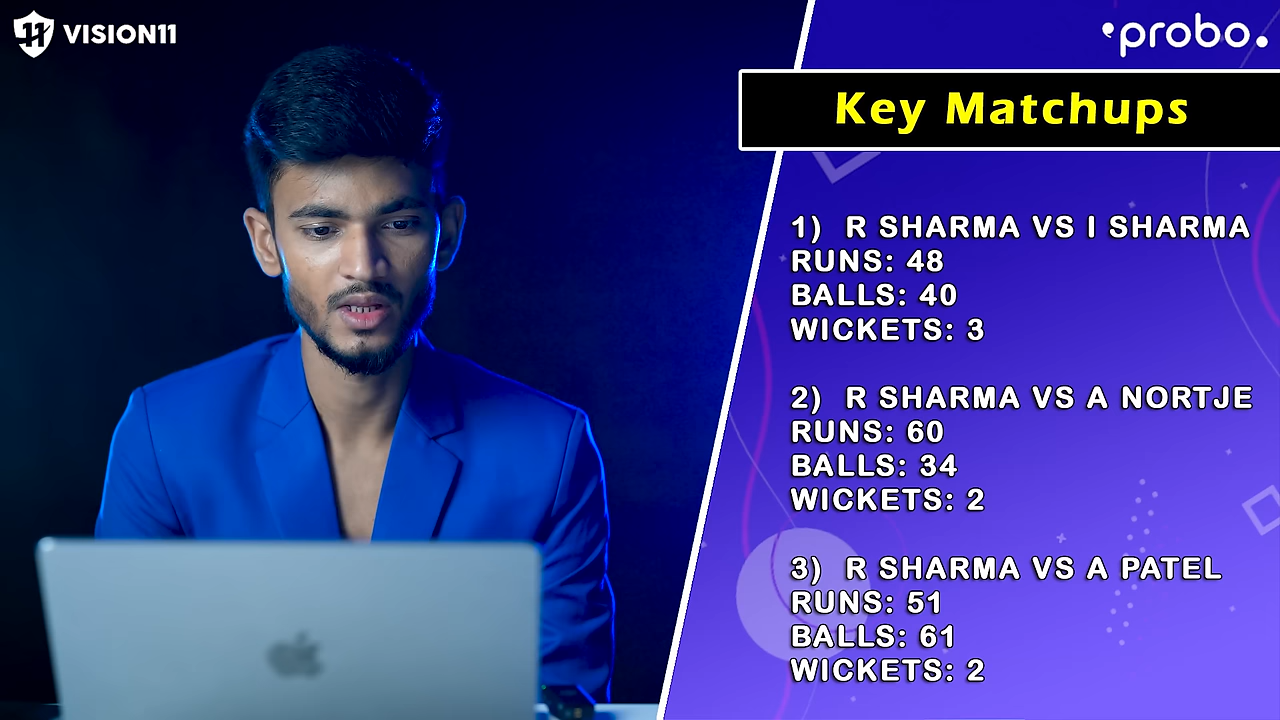 VISION11
probo.
Key Matchups
1) R SHARMA VS I SHARMA
RUNS: 48
BALLS: 40
WICKETS: 3
2) R SHARMA VS A NORTJE
RUNS: 60
BALLS: 34
WICKETS: 2
3) R SHARMA VS A PATEL
RUNS: 51
BALLS: 61
WICKETS: 2